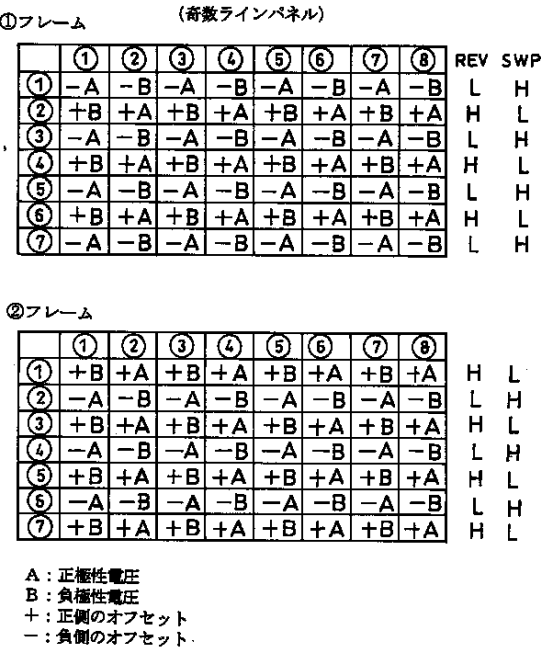 (奇数ラインパネル)
①フレーム
① ② ③ ④ ⑤ ⑥ ⑦ ⑧ REV SWP
① -A -B -A -B -A -B -A -B L H
② +B +A +B +A +B +A +B +A H L
③ -A -B -A -B -A -B -A -B L H
④ +B +A +B +A +B +A +B +A H L
⑤ -A -B -A -B -A -B -A -B L H
⑥ +B +A +B +A +B +A +B +A H L
⑦ -A -B -A -B -A -B -A -B L H
②フレーム
① ② ③ ④ ⑤ ⑥ ⑦ ⑧
① +B +A +B +A +B +A +B +A H L
② -A -B -A -B -A -B -A -B L H
③ +B +A +B +A +B +A +B +A H L
④ -A -B -A -B -A -B -A -B L H
⑤ +B +A +B +A +B +A +B +A H L
⑥ -A -B -A -B -A -B -A -B L H
⑦ +B +A +B +A +B +A +B +A H L
A:正極性電圧
B:負極性電圧
+:正側のオフセット
-:負側のオフセット